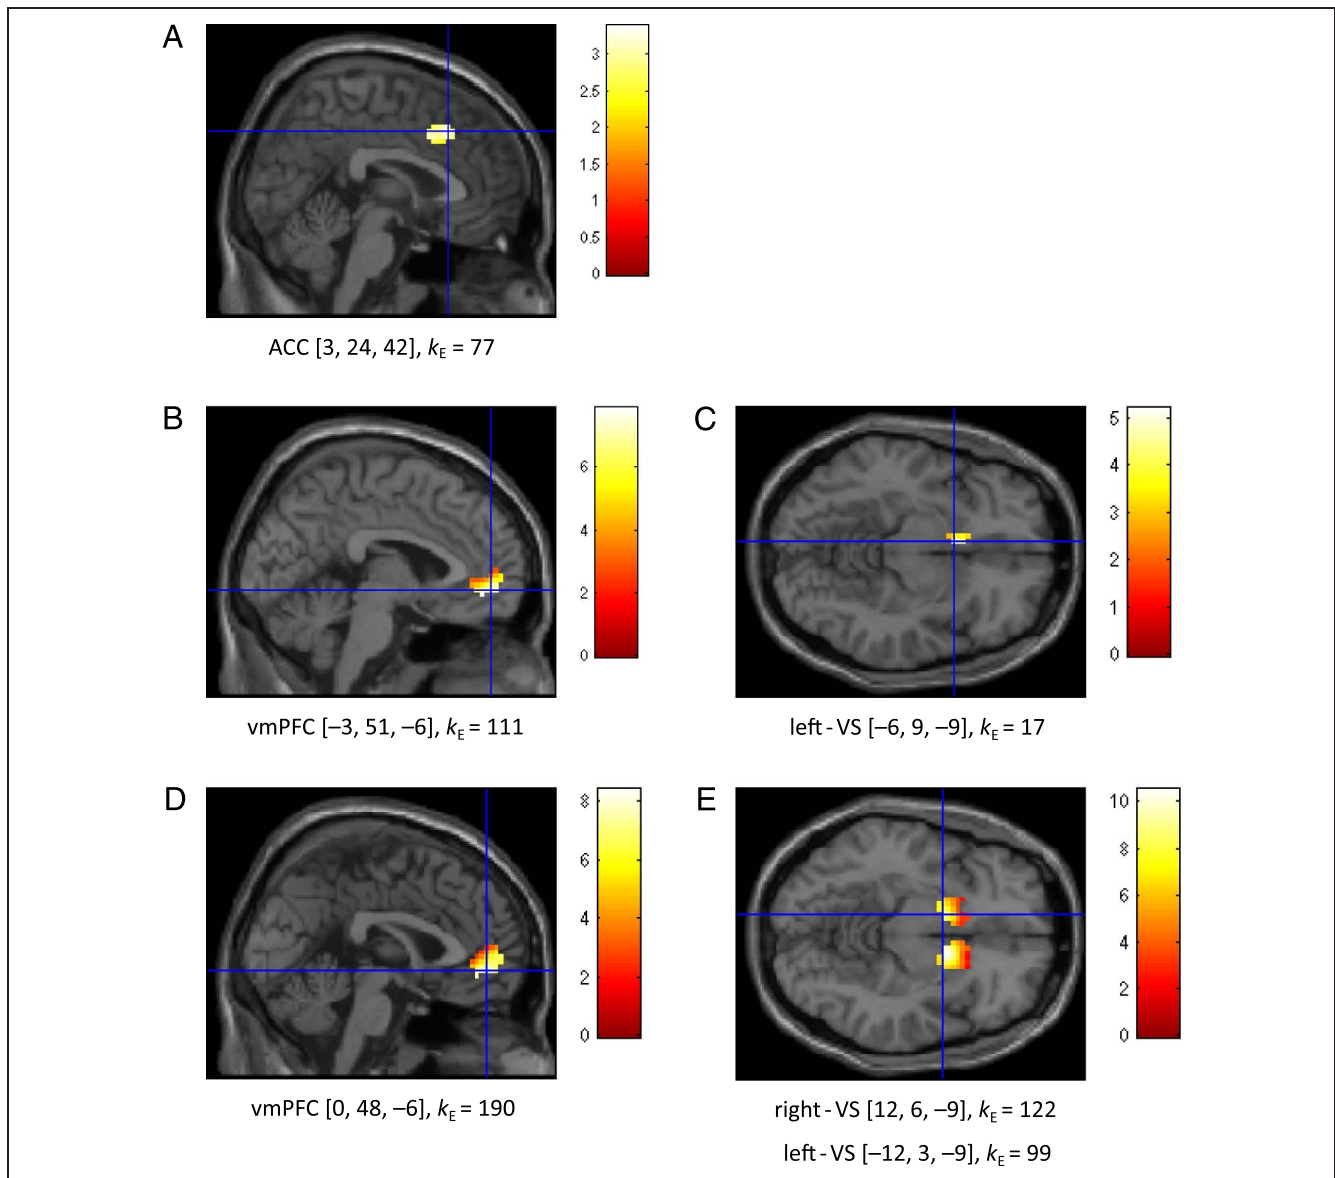 A
3
2.5
2
1.5
1
0.5
0
ACC [3, 24, 42], kE = 77
B
6
4
2
0
vmPFC [–3, 51, –6], kE = 111
C
5
4
3
2
1
0
left-VS [–6, 9, –9], kE = 17
D
8
6
4
2
0
vmPFC [0, 48, –6], kE = 190
E
10
8
6
4
2
0
right-VS [12, 6, –9], kE = 122
left-VS [–12, 3, –9], kE = 99